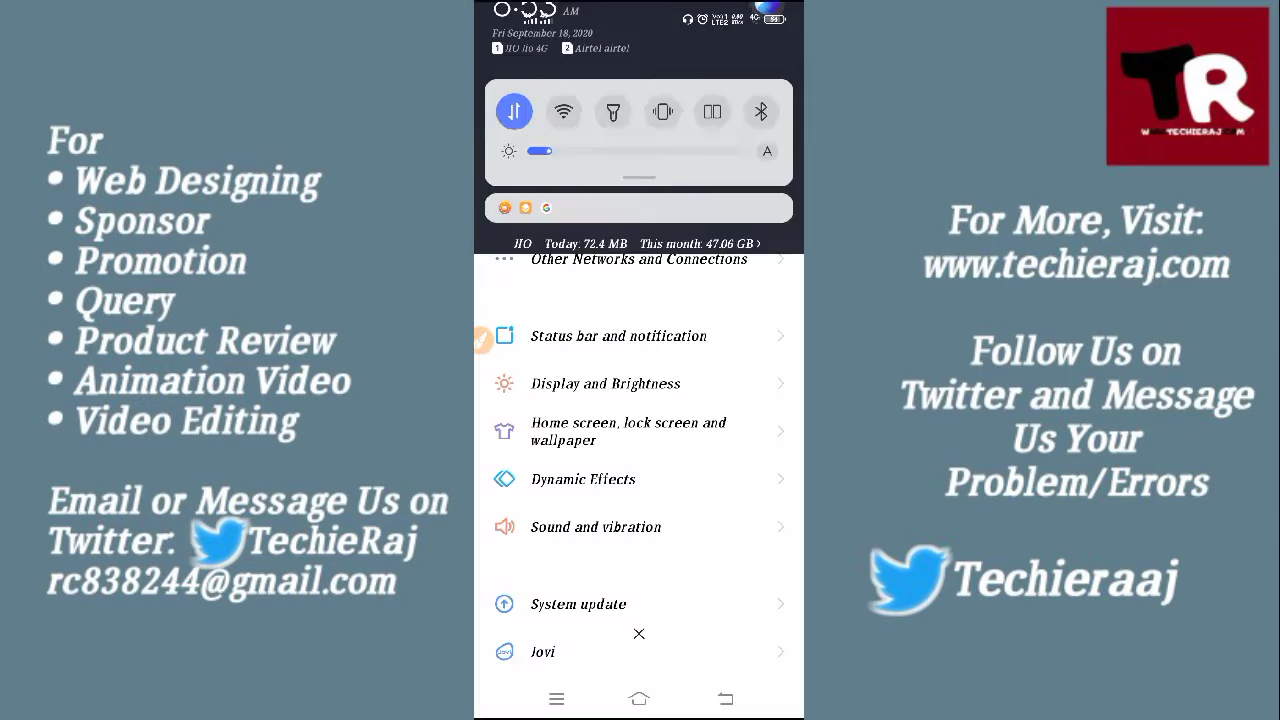 For
• Web Designing
• Sponsor
• Promotion
• Query
• Product Review
• Animation Video
• Video Editing
Email or Message Us on
Twitter. TechieRaj
rc838244@gmail.com
AM
Fri September 18, 2020
1 JIO Jio 4G 2 Airtel airtel
A
JIO Today: 72.4 MB This month: 47.06 GB
Other Networks and Connections
Status bar and notification
Display and Brightness
Home screen, lock screen and
wallpaper
Dynamic Effects
Sound and vibration
System update
Jovi
TR
WWW.TECHIERAJ.COM
For More, Visit:
www.techieraj.com
Follow Us on
Twitter and Message
Us Your
Problem/Errors
Techieraaj